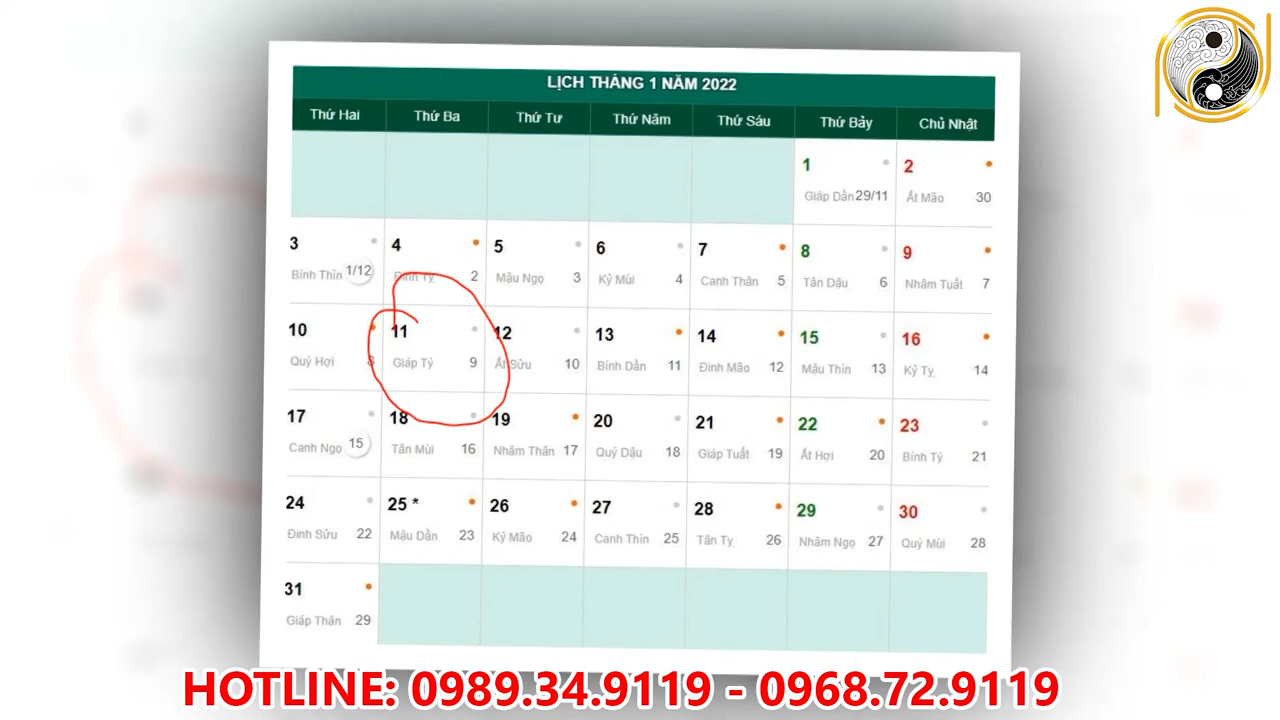 LỊCH THÁNG 1 NĂM 2022
Thứ Hai Thứ Ba Thứ Tư Thứ Năm Thứ Sáu Thứ Bảy Chủ Nhật
1 2
Giáp Dần 29/11 Ất Mão 30
3 4 5 6 7 8 9
Bính Thìn 1/12 Đinh Tỵ 2 Mậu Ngọ 3 Kỷ Mùi 4 Canh Thân 5 Tân Dậu 6 Nhâm Tuất 7
10 11 12 13 14 15 16
Quý Hợi 8 Giáp Tý 9 Ất Sửu 10 Bính Dần 11 Đinh Mão 12 Mậu Thìn 13 Kỷ Tỵ 14
17 18 19 20 21 22 23
Canh Ngọ 15 Tân Mùi 16 Nhâm Thân 17 Quý Dậu 18 Giáp Tuất 19 Ất Hợi 20 Bính Tý 21
24 25 * 26 27 28 29 30
Đinh Sửu 22 Mậu Dần 23 Kỷ Mão 24 Canh Thìn 25 Tân Tỵ 26 Nhâm Ngọ 27 Quý Mùi 28
31
Giáp Thân 29
HOTLINE: 0989.34.9119 - 0968.72.9119